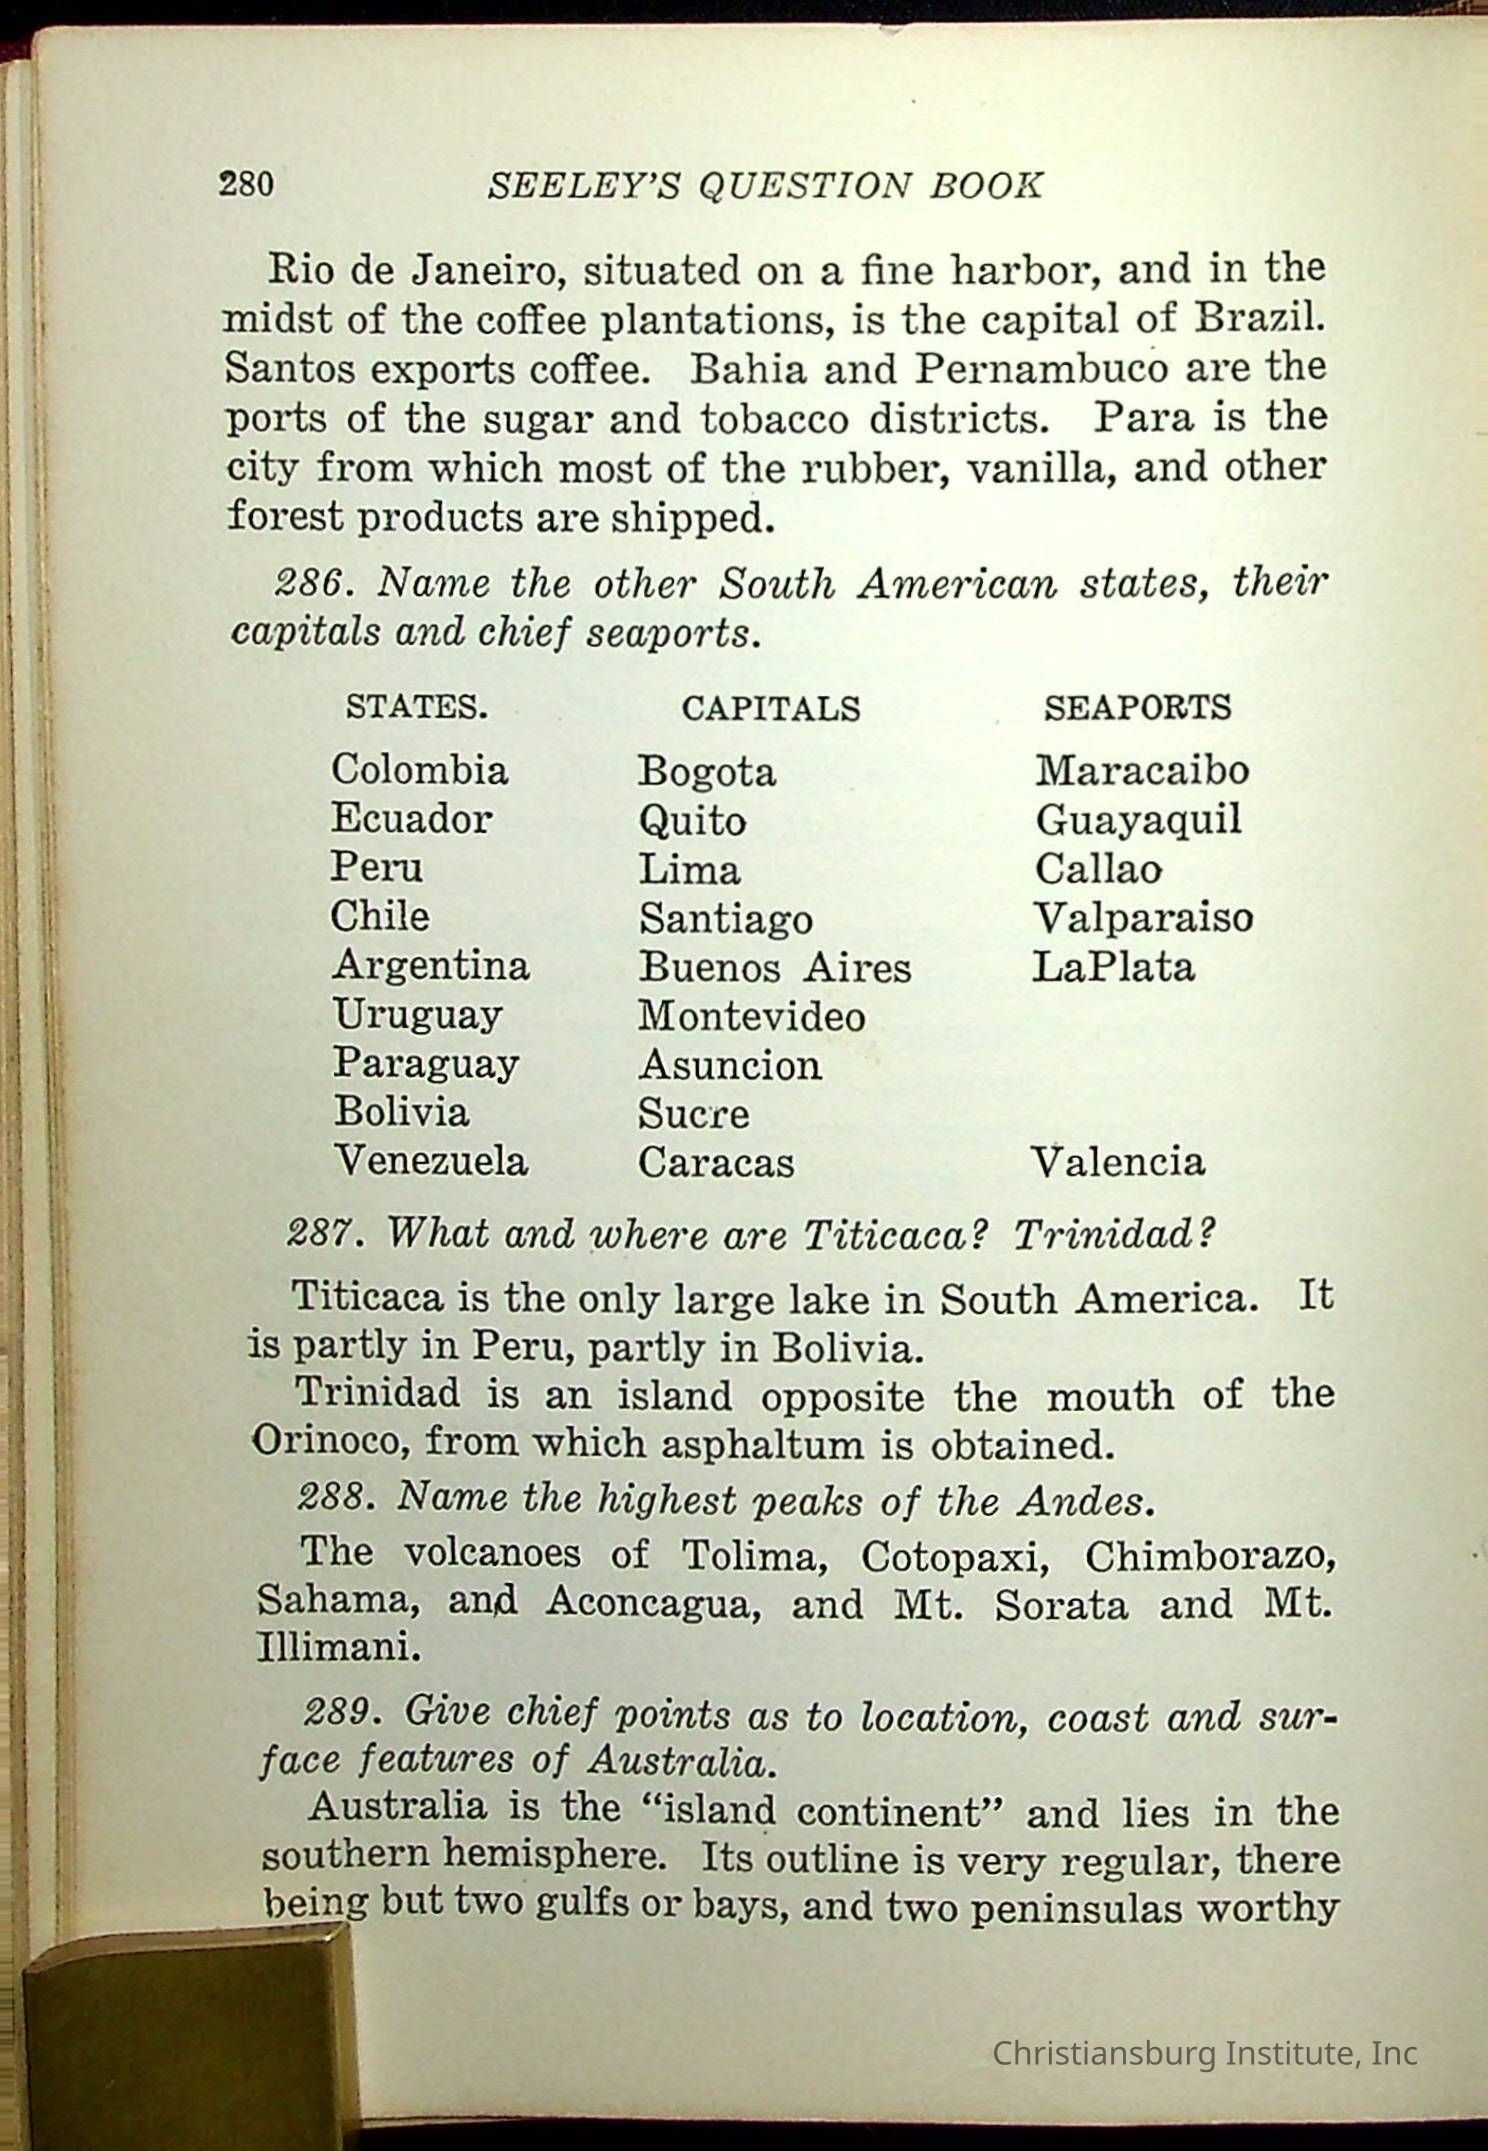 280 SEELEY'S QUESTION BOOK
Rio de Janeiro, situated on a fine harbor, and in the
midst of the coffee plantations, is the capital of Brazil.
Santos exports coffee. Bahia and Pernambuco are the
ports of the sugar and tobacco districts. Para is the
city from which most of the rubber, vanilla, and other
forest products are shipped.
286. Name the other South American states, their
capitals and chief seaports.
STATES. CAPITALS SEAPORTS
Colombia Bogota Maracaibo
Ecuador Quito Guayaquil
Peru Lima Callao
Chile Santiago Valparaiso
Argentina Buenos Aires LaPlata
Uruguay Montevideo
Paraguay Asuncion
Bolivia Sucre
Venezuela Caracas Valencia
287. What and where are Titicaca? Trinidad?
Titicaca is the only large lake in South America. It
is partly in Peru, partly in Bolivia.
Trinidad is an island opposite the mouth of the
Orinoco, from which asphaltum is obtained.
288. Name the highest peaks of the Andes.
The volcanoes of Tolima, Cotopaxi, Chimborazo,
Sahama, and Aconcagua, and Mt. Sorata and Mt.
Illimani.
289. Give chief points as to location, coast and sur-
face features of Australia.
Australia is the “island continent” and lies in the
southern hemisphere. Its outline is very regular, there
being but two gulfs or bays, and two peninsulas worthy
Christiansburg Institute, Inc